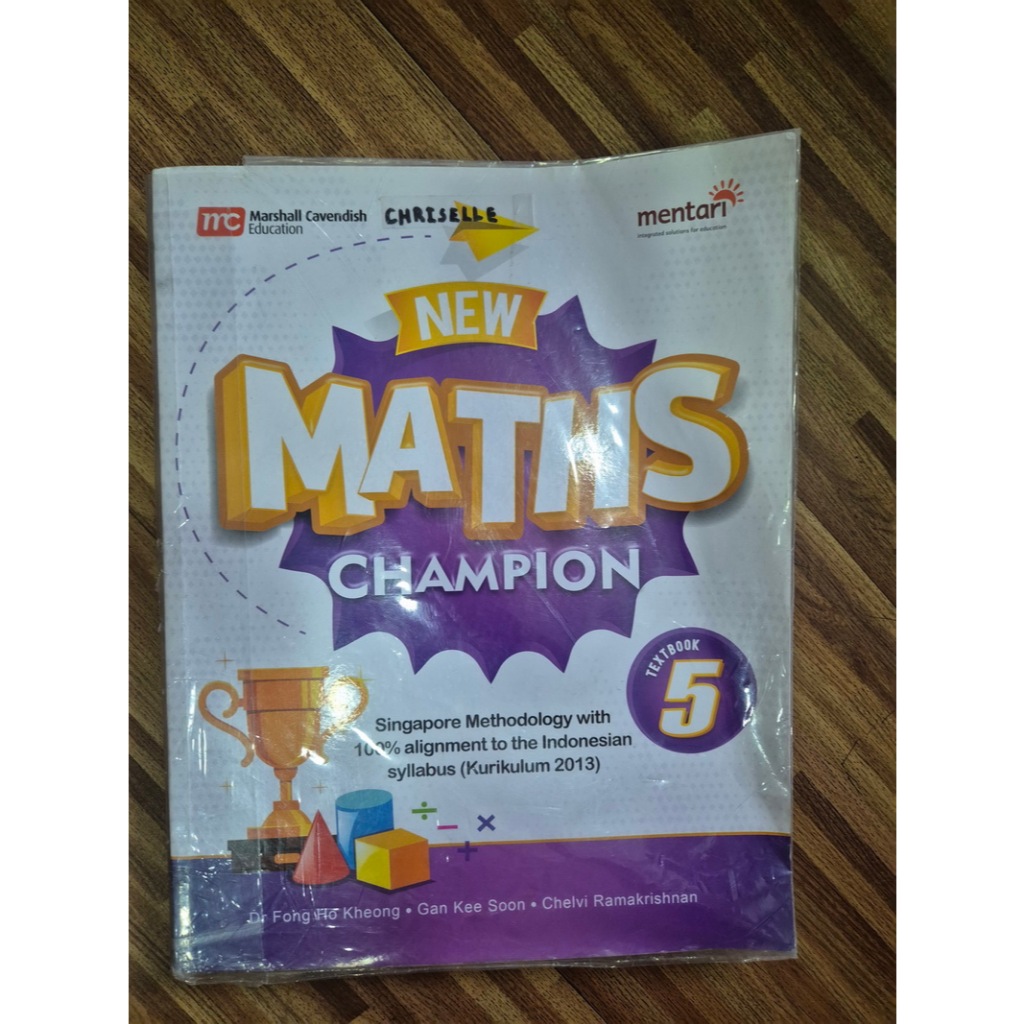 mc Marshall Cavendish
Education
CHRISELLE
mentari
integrated solutions for education
NEW
MATHS
CHAMPION
TEXTBOOK
5
Singapore Methodology with
100% alignment to the Indonesian
syllabus (Kurikulum 2013)
Dr Fong Ho Kheong • Gan Kee Soon • Chelvi Ramakrishnan